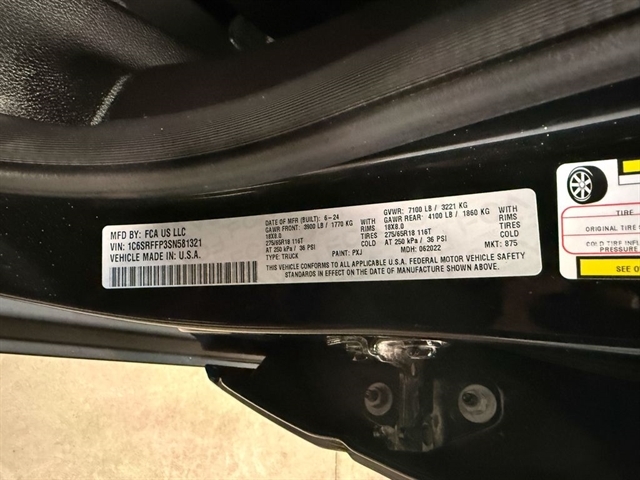 MFD BY: FCA US LLC
VIN: 1C6SRFFP3SN581321
VEHICLE MADE IN: U.S.A.
DATE OF MFR (BUILT): 6-24
GAWR FRONT: 3900 LB / 1770 KG WITH
18X8.0 RIMS
275/65R18 116T TIRES
AT 250 kPa / 36 PSI COLD
TYPE: TRUCK PAINT: PXJ
GVWR: 7100 LB / 3221 KG
GAWR REAR: 4100 LB / 1860 KG WITH
18X8.0 RIMS
275/65R18 116T TIRES
AT 250 kPa / 36 PSI COLD
MDH: 062022 MKT: 875
THIS VEHICLE CONFORMS TO ALL APPLICABLE U.S.A. FEDERAL MOTOR VEHICLE SAFETY
STANDARDS IN EFFECT ON THE DATE OF MANUFACTURE SHOWN ABOVE.
TIRE
ORIGINAL TIRE S
COLD TIRE INFL
PRESSURE
SEE O